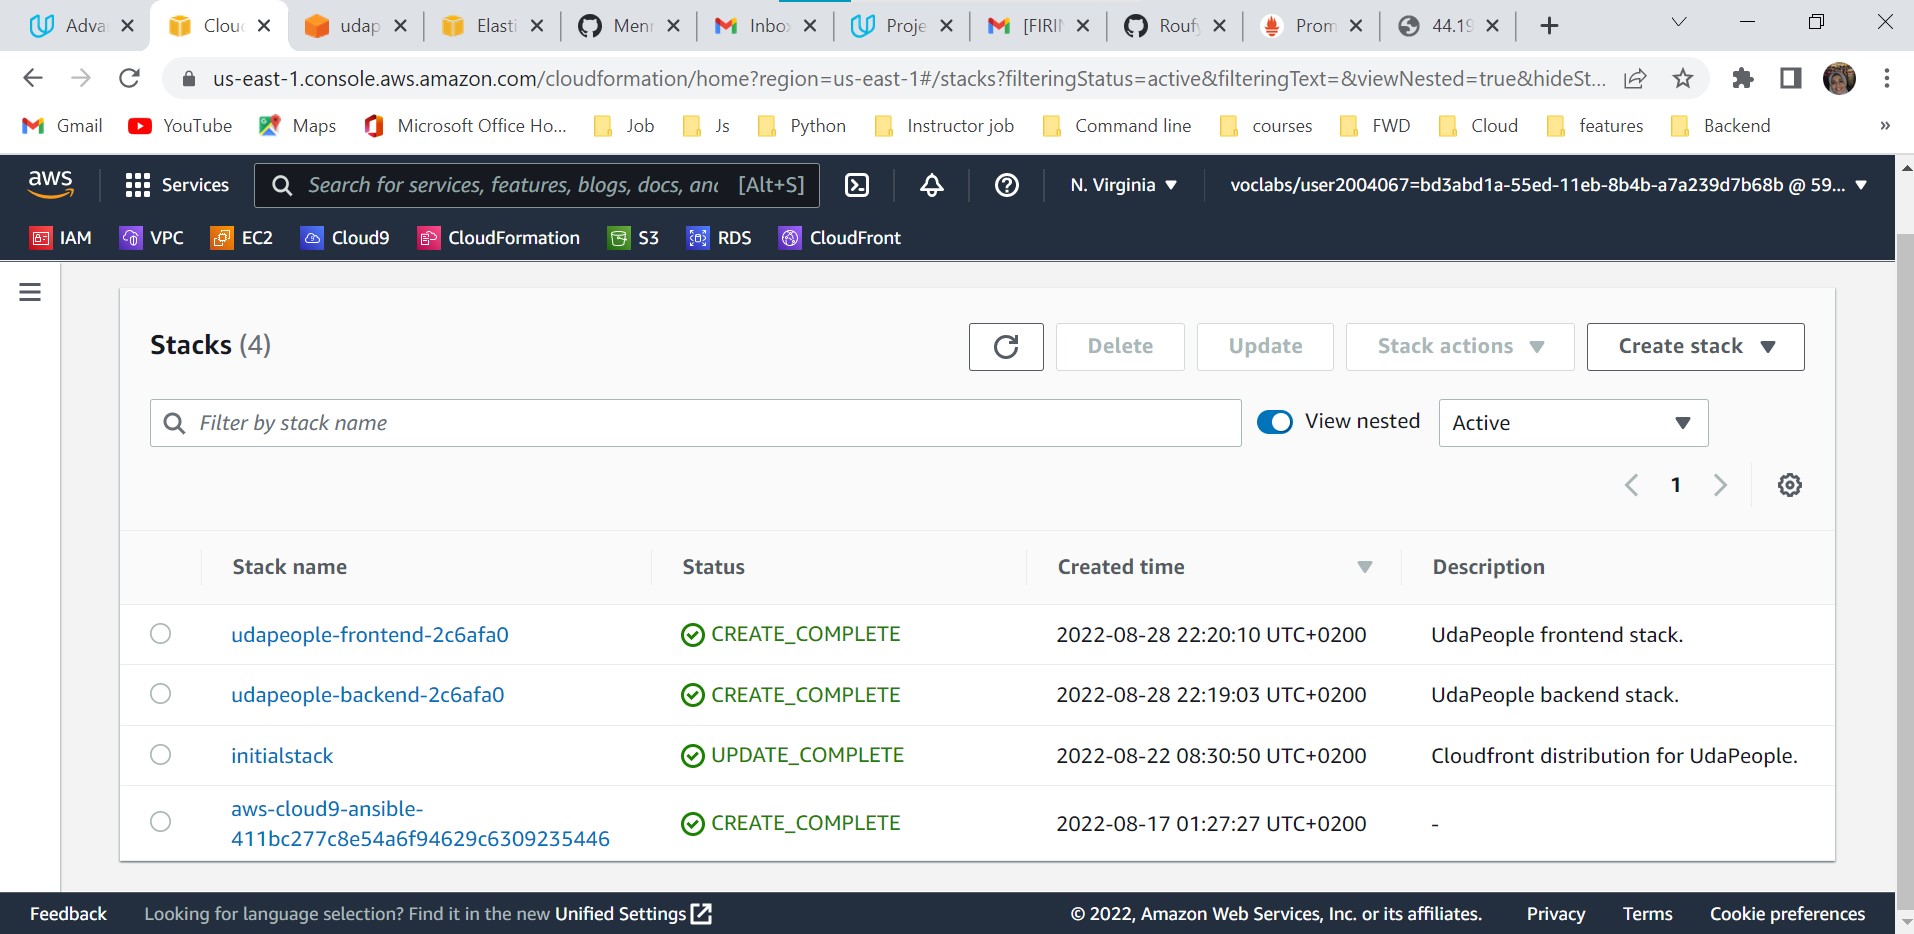 Adva
Clou
udap
Elasti
Menn
Inbo
Proje
[FIRIN
Roufy
Prom
44.19
us-east-1.console.aws.amazon.com/cloudformation/home?region=us-east-1#/stacks?filteringStatus=active&filteringText=&viewNested=true&hideSt...
Gmail YouTube Maps Microsoft Office Ho... Job Js Python Instructor job Command line courses FWD Cloud features Backend »
aws Services Search for services, features, blogs, docs, and [Alt+S] N. Virginia voclabs/user2004067=bd3abd1a-55ed-11eb-8b4b-a7a239d7b68b @ 59...
IAM VPC EC2 Cloud9 CloudFormation S3 RDS CloudFront
Stacks (4) Delete Update Stack actions Create stack
Filter by stack name View nested Active
1
Stack name Status Created time Description
udapeople-frontend-2c6afa0 CREATE_COMPLETE 2022-08-28 22:20:10 UTC+0200 UdaPeople frontend stack.
udapeople-backend-2c6afa0 CREATE_COMPLETE 2022-08-28 22:19:03 UTC+0200 UdaPeople backend stack.
initialstack UPDATE_COMPLETE 2022-08-22 08:30:50 UTC+0200 Cloudfront distribution for UdaPeople.
aws-cloud9-ansible-
411bc277c8e54a6f94629c6309235446 CREATE_COMPLETE 2022-08-17 01:27:27 UTC+0200 -
Feedback Looking for language selection? Find it in the new Unified Settings © 2022, Amazon Web Services, Inc. or its affiliates. Privacy Terms Cookie preferences